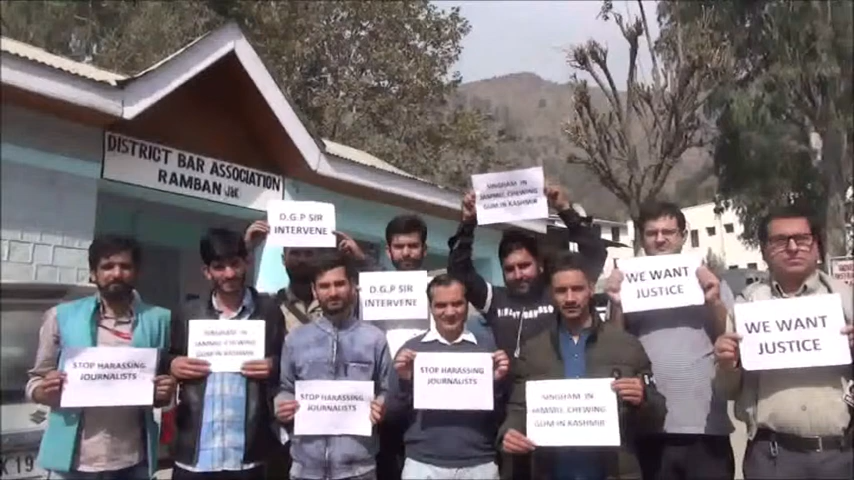 DISTRICT BAR ASSOCIATION
RAMBAN J&K
D.G.P SIR
INTERVENE
SINGHAM IN
JAMMU, CHEWING
GUM IN KASHMIR
D.G.P SIR
INTERVENE
WE WANT
JUSTICE
WE WANT
JUSTICE
STOP HARASSING
JOURNALISTS
SINGHAM IN
JAMMU, CHEWING
GUM IN KASHMIR
STOP HARASSING
JOURNALISTS
STOP HARASSING
JOURNALISTS
SINGHAM IN
JAMMU, CHEWING
GUM IN KASHMIR
K 19